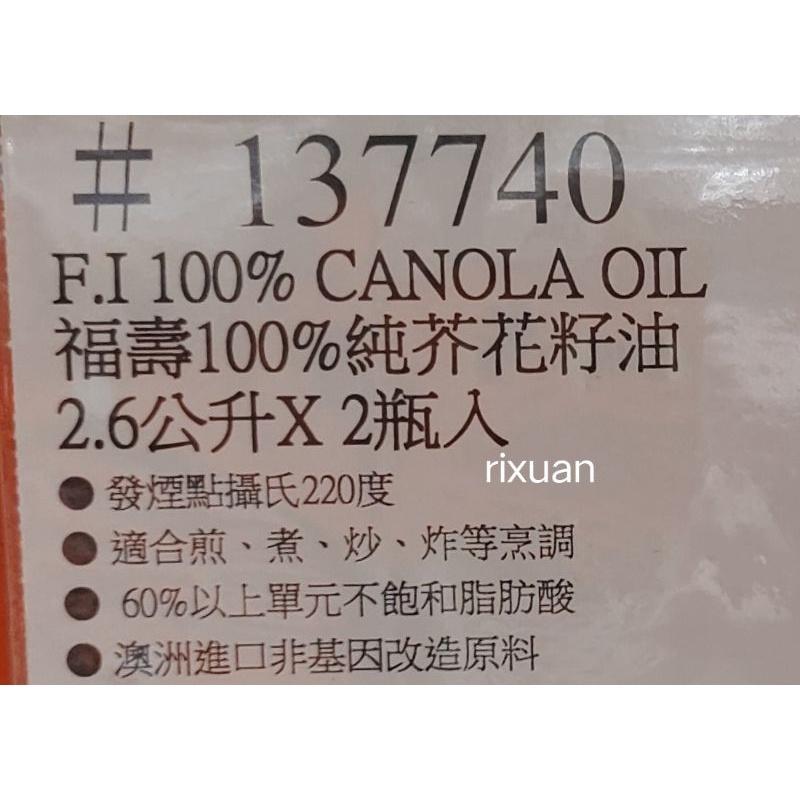 # 137740
F.I 100% CANOLA OIL
福壽100%純芥花籽油
2.6公升X 2瓶入
rixuan
● 發煙點攝氏220度
● 適合煎、煮、炒、炸等烹調
● 60%以上單元不飽和脂肪酸
● 澳洲進口非基因改造原料